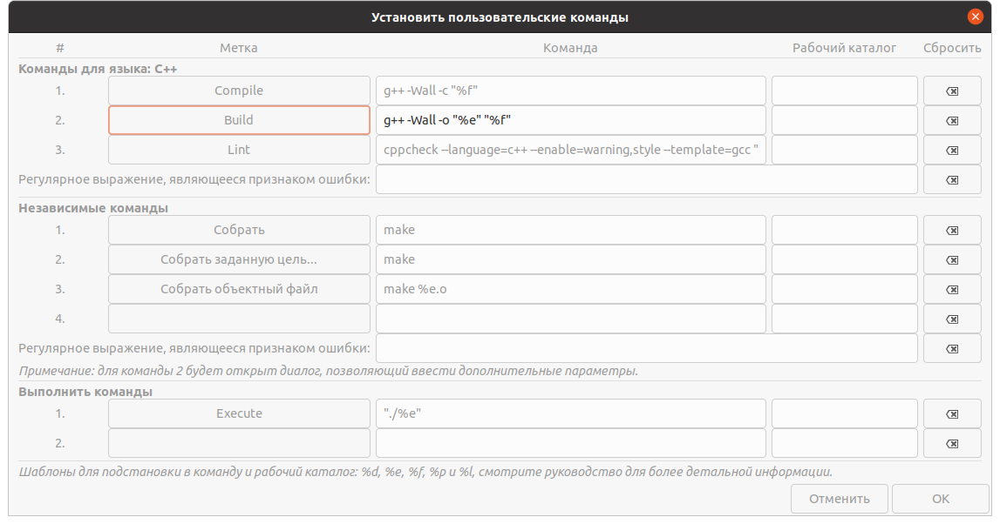 Установить пользовательские команды
# Метка Команда Рабочий каталог Сбросить
Команды для языка: C++
1. Compile g++ -Wall -c "%f"
2. Build g++ -Wall -o "%e" "%f"
3. Lint cppcheck --language=c++ --enable=warning,style --template=gcc "
Регулярное выражение, являющееся признаком ошибки:
Независимые команды
1. Собрать make
2. Собрать заданную цель... make
3. Собрать объектный файл make %e.o
4.
Регулярное выражение, являющееся признаком ошибки:
Примечание: для команды 2 будет открыт диалог, позволяющий ввести дополнительные параметры.
Выполнить команды
1. Execute "./%e"
2.
Шаблоны для подстановки в команду и рабочий каталог: %d, %e, %f, %p и %l, смотрите руководство для более детальной информации.
Отменить OK